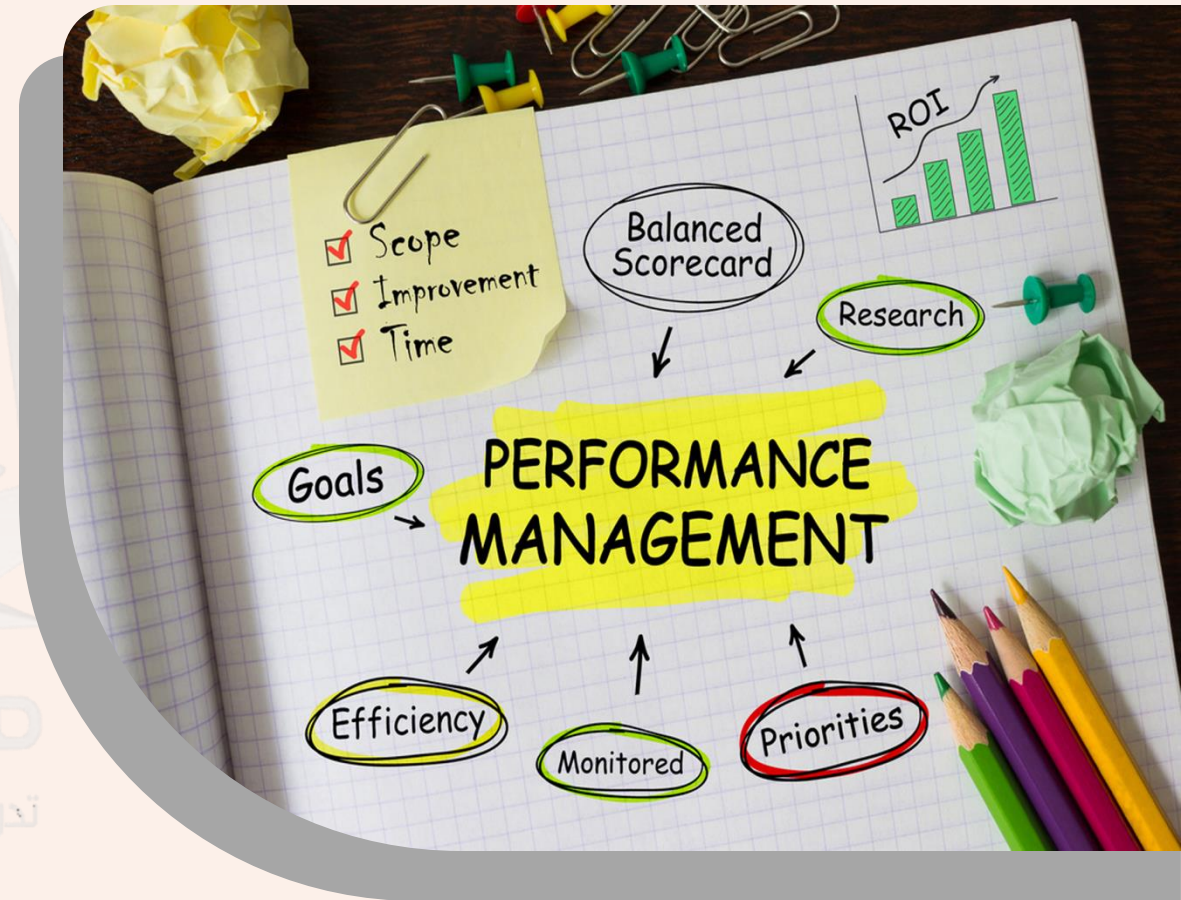 ROI
Scope
Improvement
Time
Balanced
Scorecard
Research
Goals
PERFORMANCE
MANAGEMENT
Efficiency
Monitored
Priorities